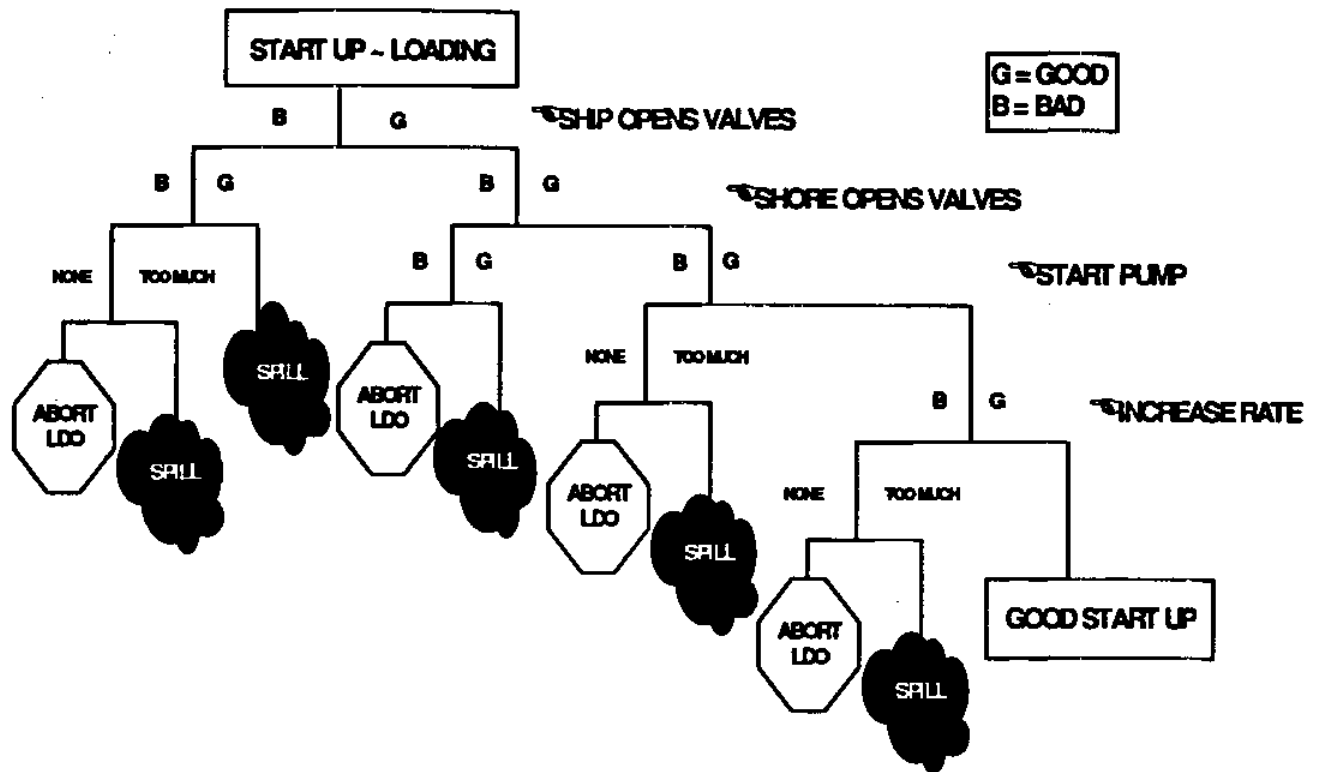 START UP ~ LOADING
G = GOOD
B = BAD
B G
SHIP OPENS VALVES
B G B G
SHORE OPENS VALVES
NONE TOO MUCH B G B G
START PUMP
SPILL
NONE TOO MUCH
ABORT
LDO
ABORT
LDO
B G
INCREASE RATE
SPILL
SPILL
ABORT
LDO
NONE TOO MUCH
SPILL
ABORT
LDO
GOOD START UP
SPILL